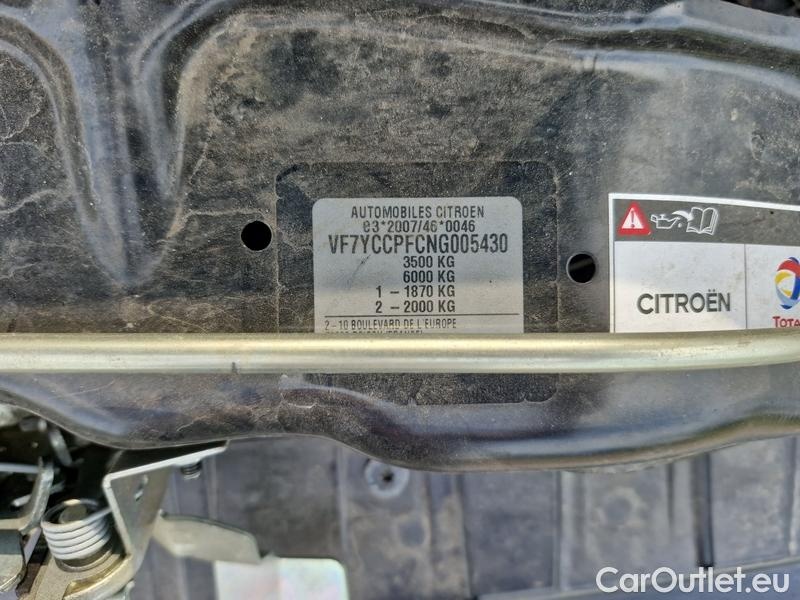 AUTOMOBILES CITROEN
e3*2007/46*0046
VF7YCCPFCNG005430
3500 KG
6000 KG
1 - 1870 KG
2 - 2000 KG
2 - 10 BOULEVARD DE L'EUROPE
CITROËN
TOTAL
CarOutlet.eu